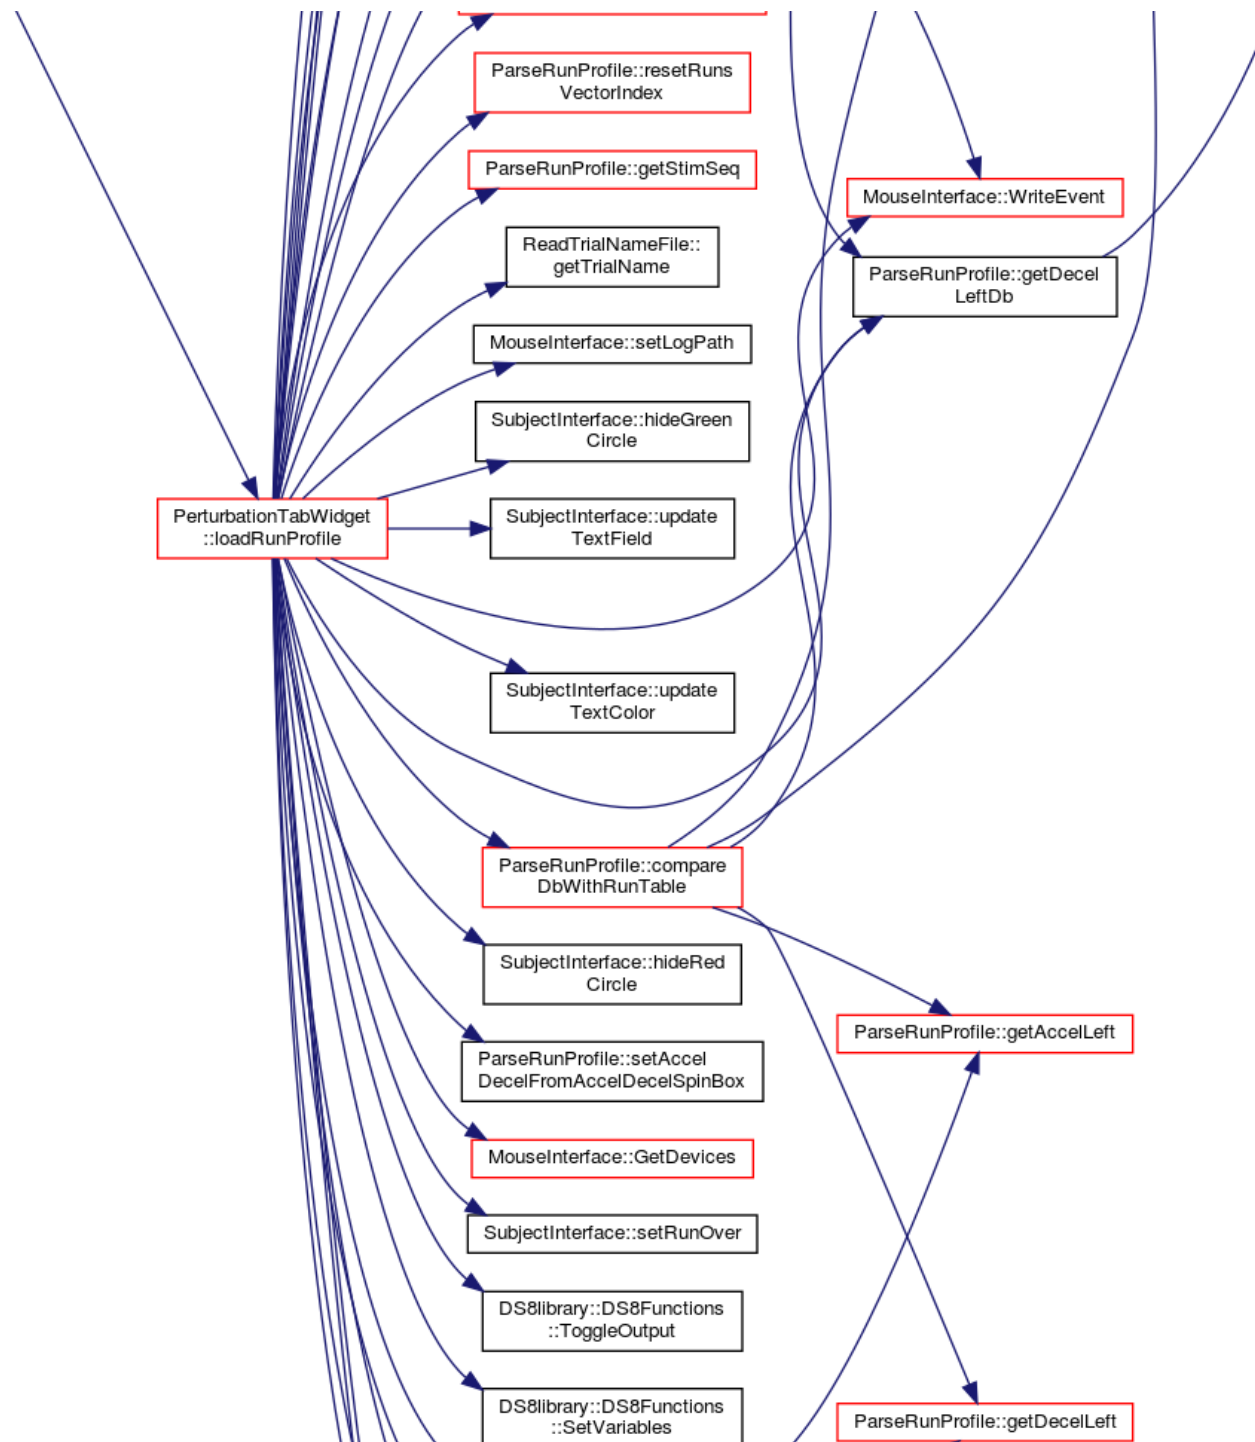 ParseRunProfile::resetRuns
VectorIndex
ParseRunProfile::getStimSeq
MouseInterface::WriteEvent
ReadTrialNameFile::
getTrialName
ParseRunProfile::getDecel
LeftDb
MouseInterface::setLogPath
SubjectInterface::hideGreen
Circle
PerturbationTabWidget
::loadRunProfile
SubjectInterface::update
TextField
SubjectInterface::update
TextColor
ParseRunProfile::compare
DbWithRunTable
SubjectInterface::hideRed
Circle
ParseRunProfile::getAccelLeft
ParseRunProfile::setAccel
DecelFromAccelDecelSpinBox
MouseInterface::GetDevices
SubjectInterface::setRunOver
DS8library::DS8Functions
::ToggleOutput
DS8library::DS8Functions
::SetVariables
ParseRunProfile::getDecelLeft